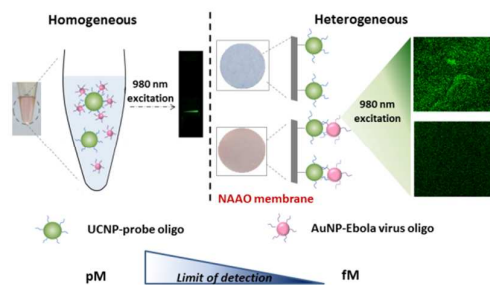 Homogeneous
Heterogeneous
980 nm
excitation
980 nm
excitation
NAAO membrane
UCNP-probe oligo
AuNP-Ebola virus oligo
pM
Limit of detection
fM